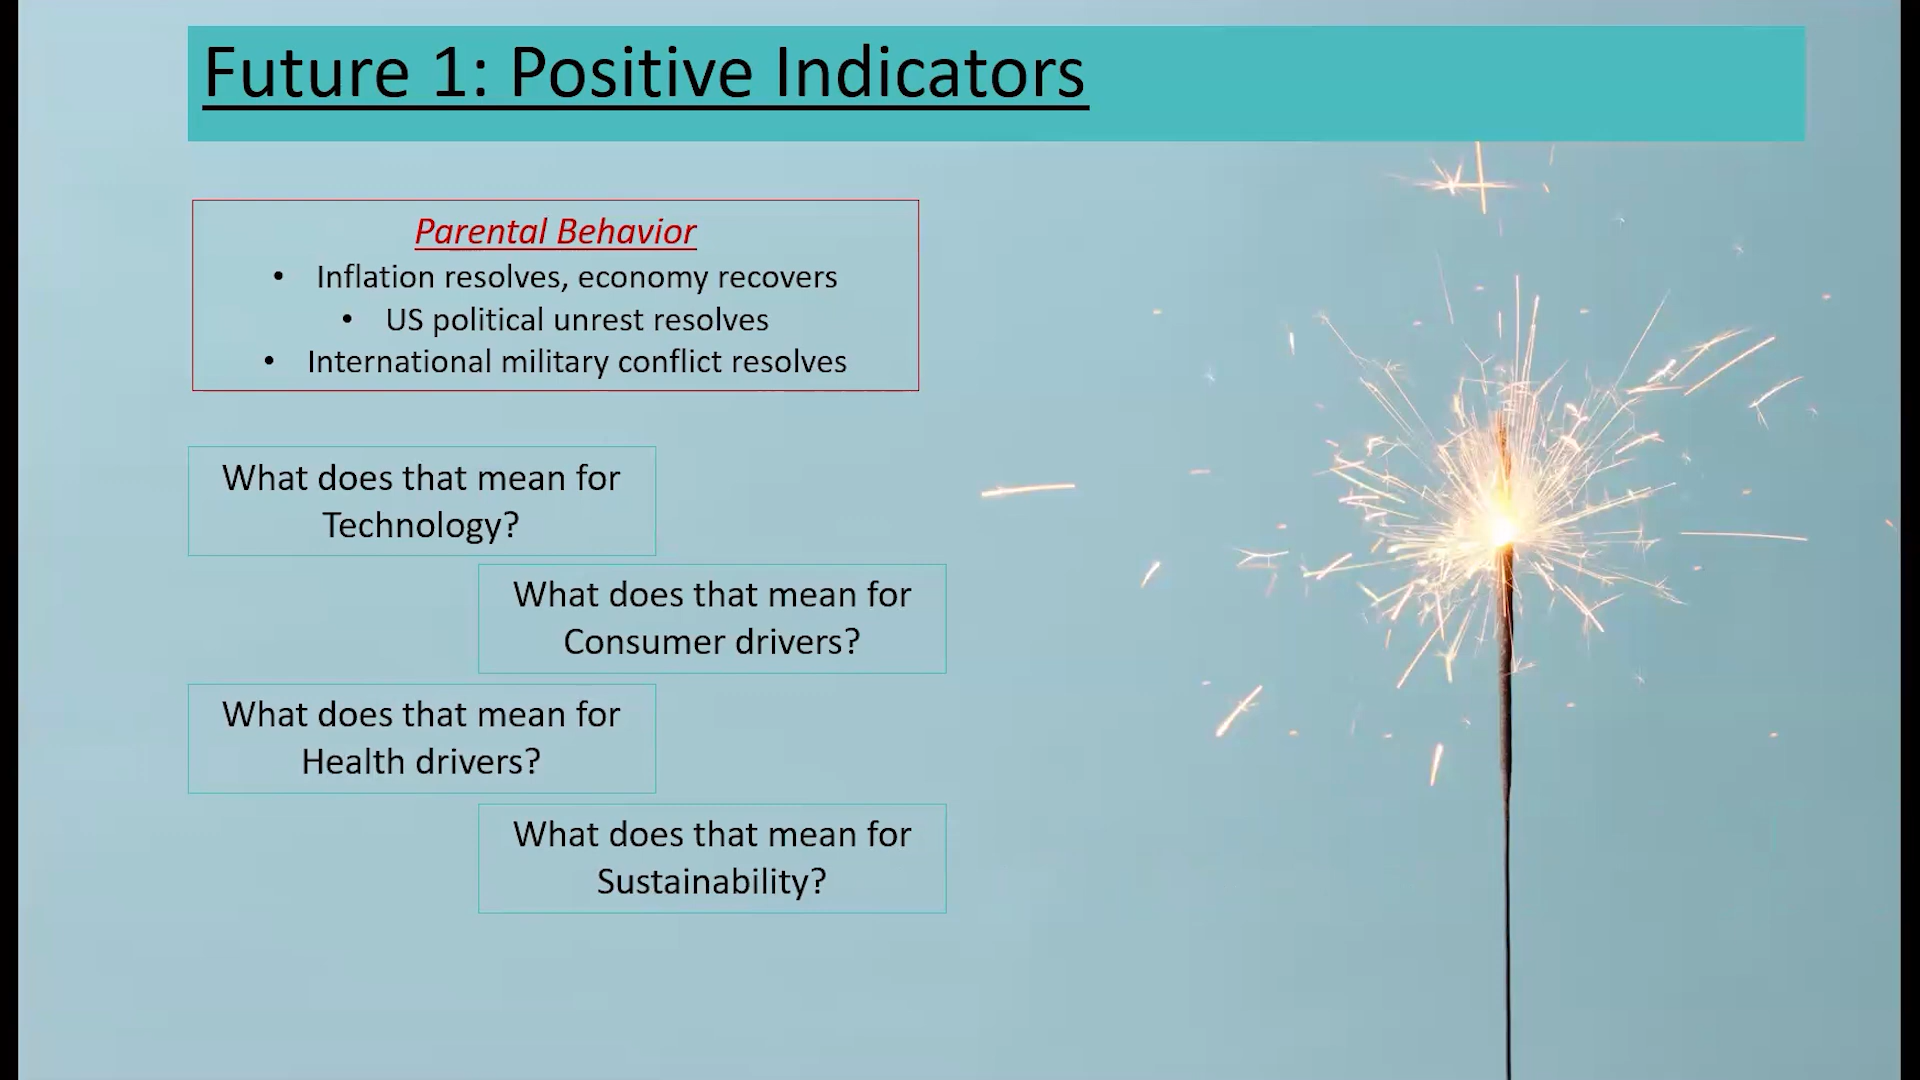 Future 1: Positive Indicators
Parental Behavior
• Inflation resolves, economy recovers
• US political unrest resolves
• International military conflict resolves
What does that mean for
Technology?
What does that mean for
Consumer drivers?
What does that mean for
Health drivers?
What does that mean for
Sustainability?